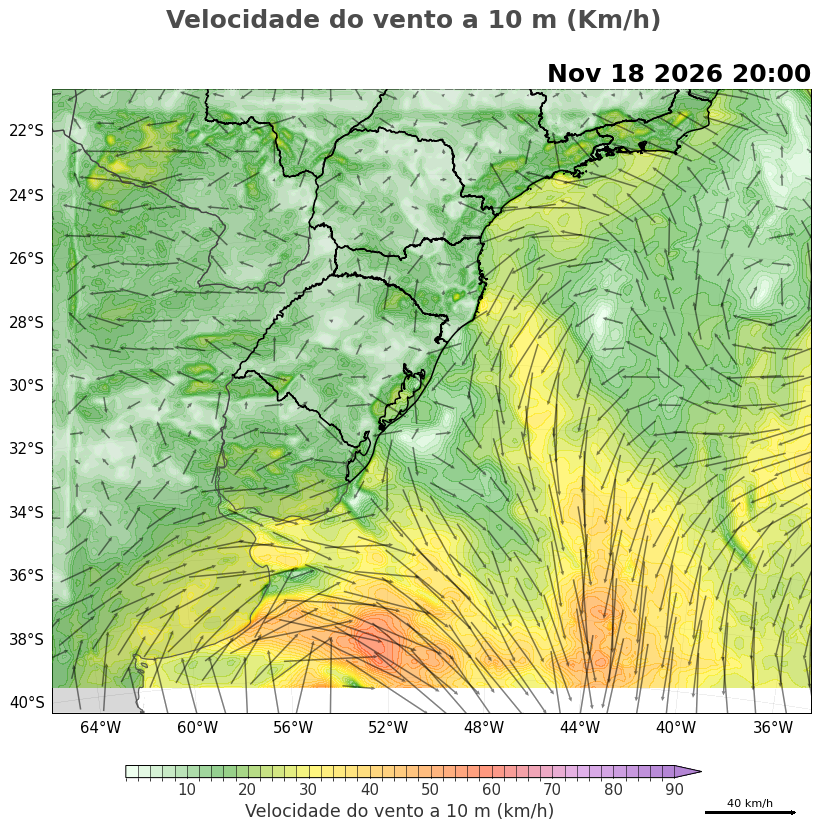 Velocidade do vento a 10 m (Km/h)
Nov 18 2026 20:00
22°S
24°S
26°S
28°S
30°S
32°S
34°S
36°S
38°S
40°S
64°W 60°W 56°W 52°W 48°W 44°W 40°W 36°W
10 20 30 40 50 60 70 80 90
Velocidade do vento a 10 m (km/h)
40 km/h